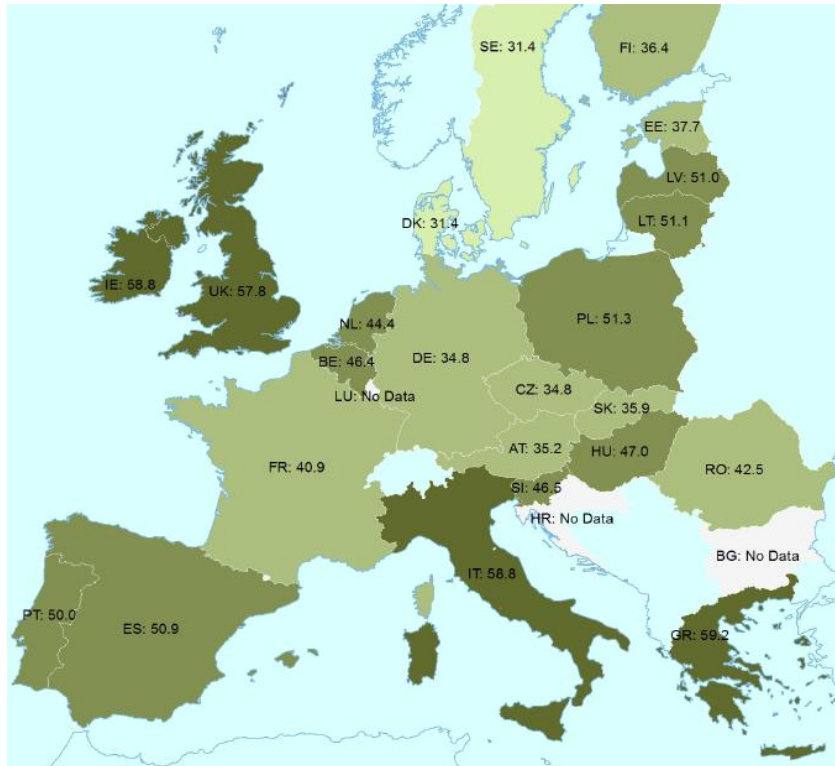 SE: 31.4
FI: 36.4
EE: 37.7
LV: 51.0
LT: 51.1
DK: 31.4
IE: 58.8
UK: 57.8
NL: 44.4
PL: 51.3
BE: 46.4
DE: 34.8
LU: No Data
CZ: 34.8
SK: 35.9
AT: 35.2
HU: 47.0
FR: 40.9
RO: 42.5
SI: 46.5
HR: No Data
BG: No Data
IT: 58.8
PT: 50.0
ES: 50.9
GR: 59.2